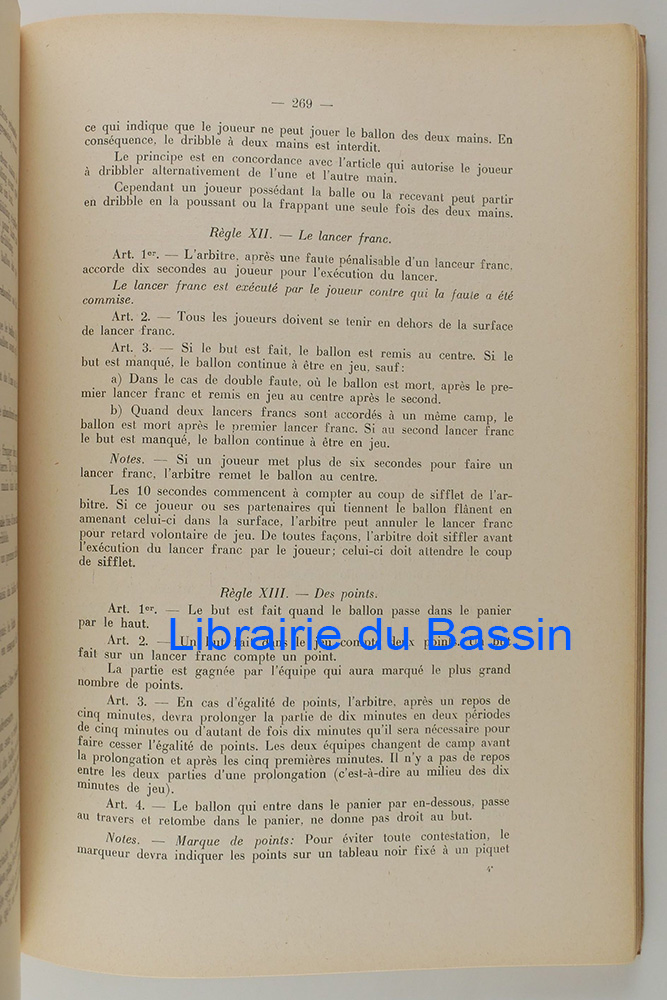 — 269 —
ce qui indique que le joueur ne peut jouer le ballon des deux mains. En
conséquence, le dribble à deux mains est interdit.
Le principe est en concordance avec l'article qui autorise le joueur
à dribbler alternativement de l'une et l'autre main.
Cependant un joueur possédant la balle ou la recevant peut partir
en dribble en la poussant ou la frappant une seule fois des deux mains.
Règle XII. — Le lancer franc.
Art. 1er. — L'arbitre, après une faute pénalisable d'un lanceur franc,
accorde dix secondes au joueur pour l'exécution du lancer.
Le lancer franc est exécuté par le joueur contre qui la faute a été
commise.
Art. 2. — Tous les joueurs doivent se tenir en dehors de la surface
de lancer franc.
Art. 3. — Si le but est fait, le ballon est remis au centre. Si le
but est manqué, le ballon continue à être en jeu, sauf :
a) Dans le cas de double faute, où le ballon est mort, après le pre-
mier lancer franc et remis en jeu au centre après le second.
b) Quand deux lancers francs sont accordés à un même camp, le
ballon est mort après le premier lancer franc. Si au second lancer franc
le but est manqué, le ballon continue à être en jeu.
Notes. — Si un joueur met plus de six secondes pour faire un
lancer franc, l'arbitre remet le ballon au centre.
Les 10 secondes commencent à compter au coup de sifflet de l'ar-
bitre. Si ce joueur ou ses partenaires qui tiennent le ballon flânent en
amenant celui-ci dans la surface, l'arbitre peut annuler le lancer franc
pour retard volontaire de jeu. De toutes façons, l'arbitre doit siffler avant
l'exécution du lancer franc par le joueur; celui-ci doit attendre le coup
de sifflet.
Règle XIII. — Des points.
Art. 1er. — Le but est fait quand le ballon passe dans le panier
par le haut.
Librairie du Bassin
Art. 2. — Un but fait dans le jeu compte deux points. Un but
fait sur un lancer franc compte un point.
La partie est gagnée par l'équipe qui aura marqué le plus grand
nombre de points.
Art. 3. — En cas d'égalité de points, l'arbitre, après un repos de
cinq minutes, devra prolonger la partie de dix minutes en deux périodes
de cinq minutes ou d'autant de fois dix minutes qu'il sera nécessaire pour
faire cesser l'égalité de points. Les deux équipes changent de camp avant
la prolongation et après les cinq premières minutes. Il n'y a pas de repos
entre les deux parties d'une prolongation (c'est-à-dire au milieu des dix
minutes de jeu).
Art. 4. — Le ballon qui entre dans le panier par en-dessous, passe
au travers et retombe dans le panier, ne donne pas droit au but.
Notes. — Marque de points: Pour éviter toute contestation, le
marqueur devra indiquer les points sur un tableau noir fixé à un piquet